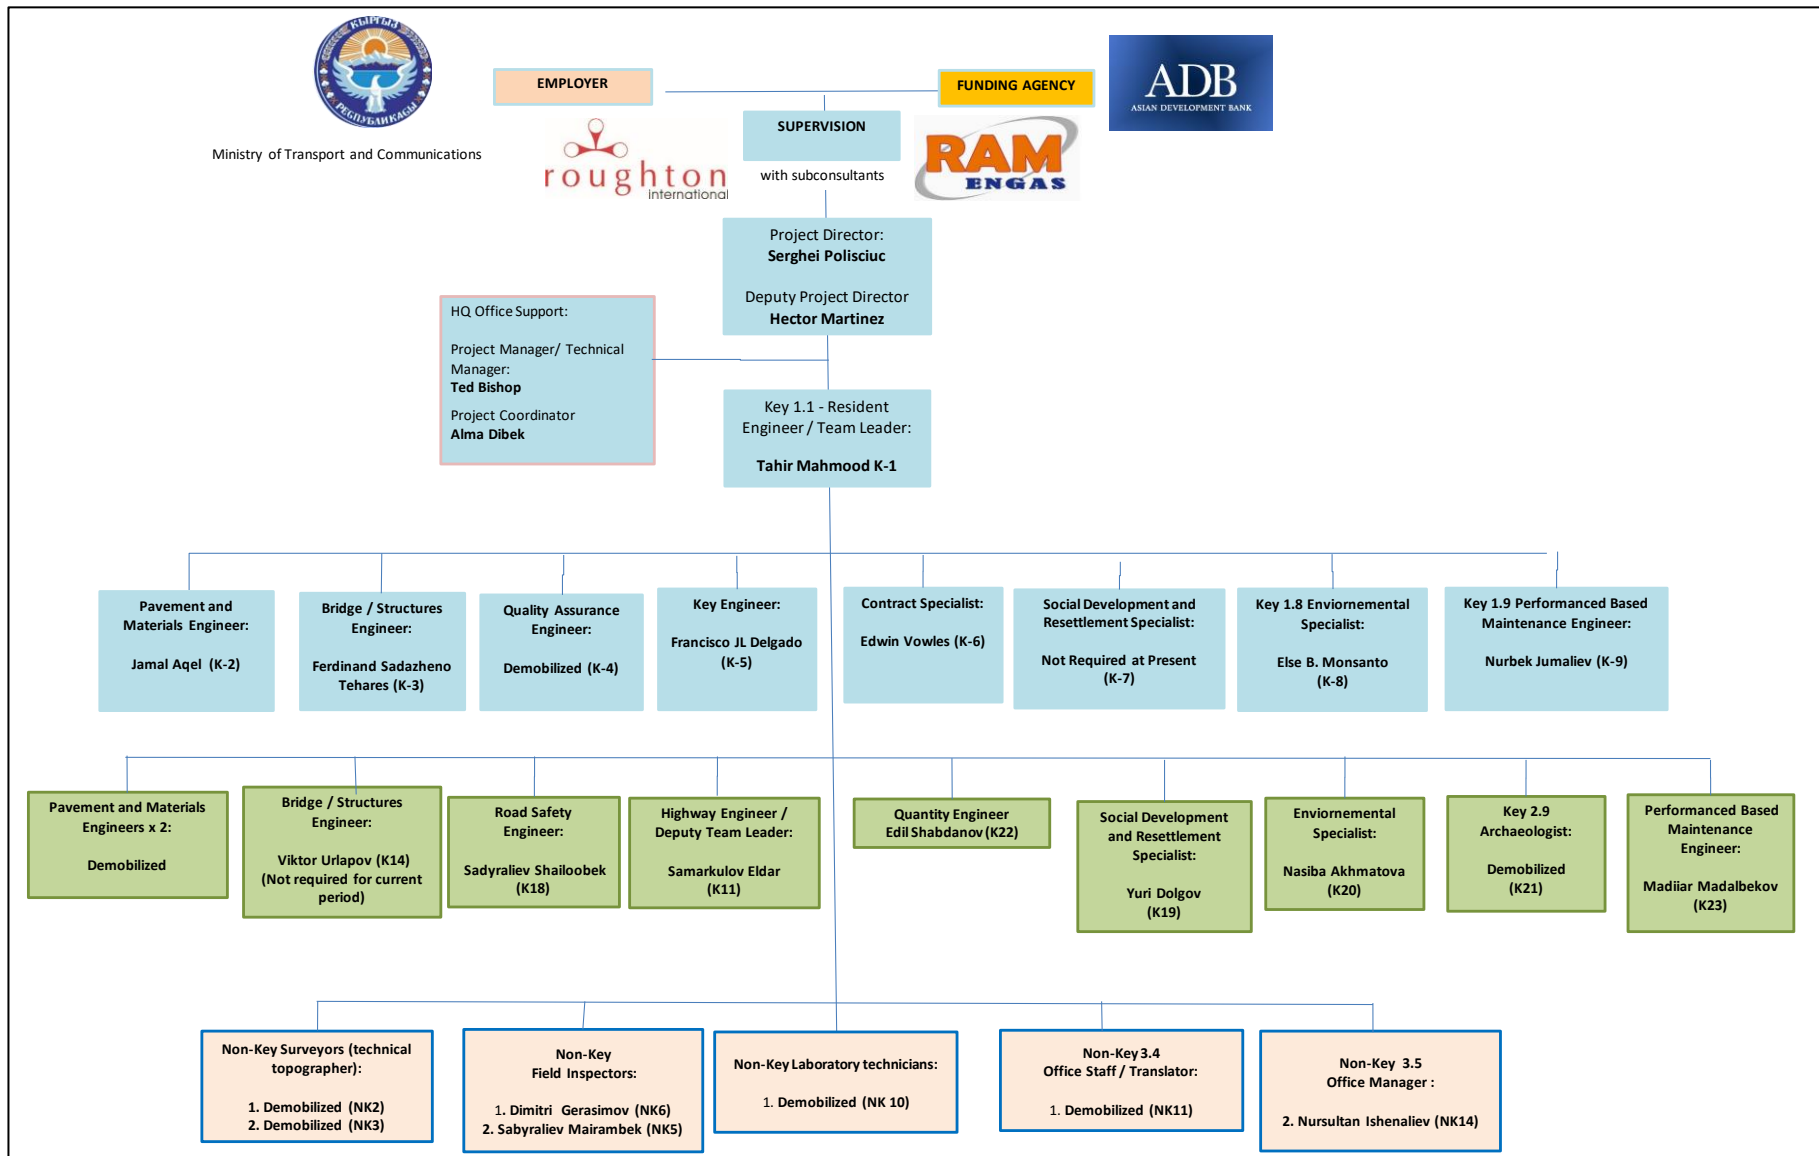 КЫРГЫЗ
РЕСПУБЛИКАСЫ
Ministry of Transport and Communications
EMPLOYER
FUNDING AGENCY
ADB
ASIAN DEVELOPMENT BANK
SUPERVISION
with subconsultants
roughton
international
RAM
ENGAS
Project Director:
Serghei Polisciuc
Deputy Project Director
Hector Martinez
HQ Office Support:
Project Manager/ Technical
Manager:
Ted Bishop
Project Coordinator
Alma Dibek
Key 1.1 - Resident
Engineer / Team Leader:
Tahir Mahmood K-1
Pavement and
Materials Engineer:
Jamal Aqel (K-2)
Bridge / Structures
Engineer:
Ferdinand Sadazheno
Tehares (K-3)
Quality Assurance
Engineer:
Demobilized (K-4)
Key Engineer:
Francisco JL Delgado
(K-5)
Contract Specialist:
Edwin Vowles (K-6)
Social Development and
Resettlement Specialist:
Not Required at Present
(K-7)
Key 1.8 Enviornemental
Specialist:
Else B. Monsanto
(K-8)
Key 1.9 Performanced Based
Maintenance Engineer:
Nurbek Jumaliev (K-9)
Pavement and Materials
Engineers x 2:
Demobilized
Bridge / Structures
Engineer:
Viktor Urlapov (K14)
(Not required for current
period)
Road Safety
Engineer:
Sadyraliev Shailoobek
(K18)
Highway Engineer /
Deputy Team Leader:
Samarkulov Eldar
(K11)
Quantity Engineer
Edil Shabdanov (K22)
Social Development
and Resettlement
Specialist:
Yuri Dolgov
(K19)
Enviornemental
Specialist:
Nasiba Akhmatova
(K20)
Key 2.9
Archaeologist:
Demobilized
(K21)
Performanced Based
Maintenance
Engineer:
Madiiar Madalbekov
(K23)
Non-Key Surveyors (technical
topographer):
1. Demobilized (NK2)
2. Demobilized (NK3)
Non-Key
Field Inspectors:
1. Dimitri Gerasimov (NK6)
2. Sabyraliev Mairambek (NK5)
Non-Key Laboratory technicians:
1. Demobilized (NK 10)
Non-Key 3.4
Office Staff / Translator:
1. Demobilized (NK11)
Non-Key 3.5
Office Manager :
2. Nursultan Ishenaliev (NK14)